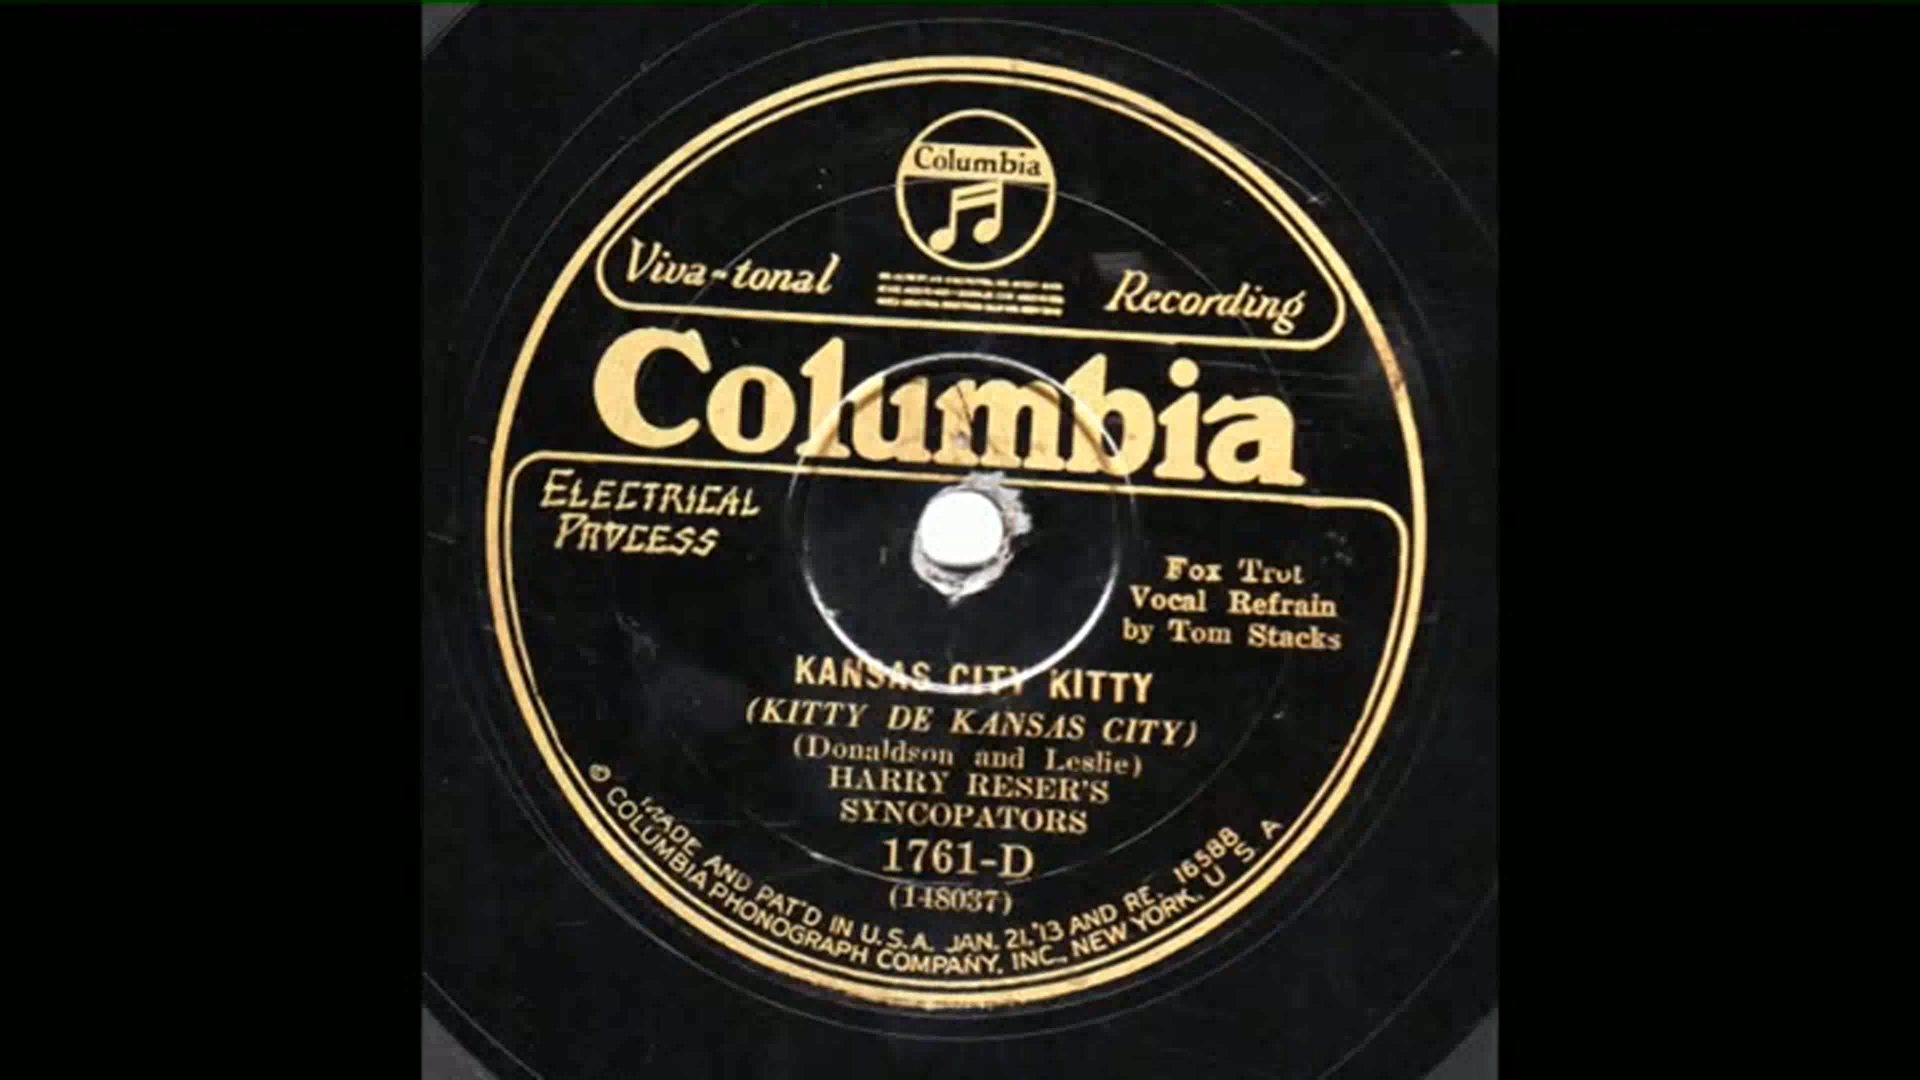 Columbia
Viva-tonal Recording
Columbia
ELECTRICAL
PROCESS
Fox Trot
Vocal Refrain
by Tom Stacks
KANSAS CITY KITTY
(KITTY DE KANSAS CITY)
(Donaldson and Leslie)
HARRY RESER'S
SYNCOPATORS
1761-D
(148037)
MADE AND PAT'D IN U.S.A. JAN. 21,'13 AND RE. 16588
© COLUMBIA PHONOGRAPH COMPANY, INC., NEW YORK, U S A